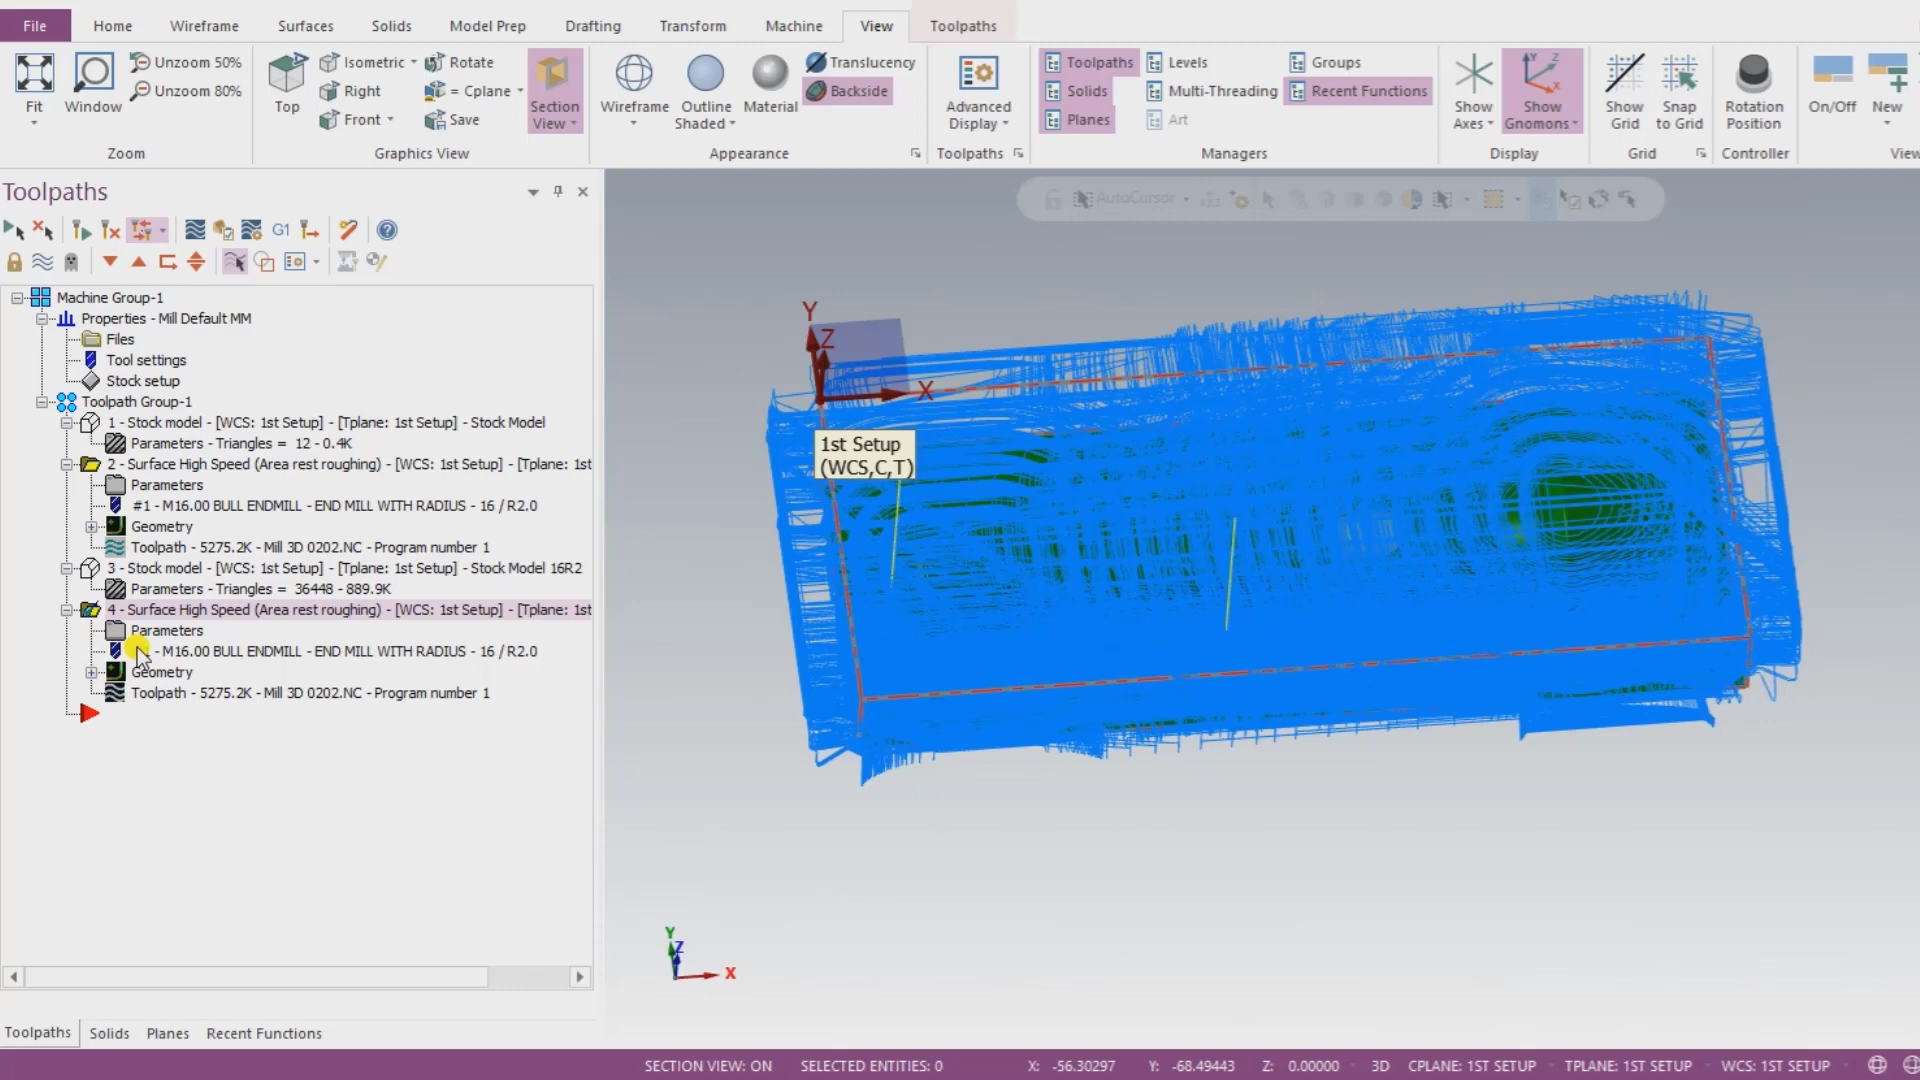 File Home Wireframe Surfaces Solids Model Prep Drafting Transform Machine View Toolpaths
Fit
Window
Unzoom 50%
Unzoom 80%
Zoom
Top
Isometric
Right
Front
Rotate
= Cplane
Save
Section View
Graphics View
Wireframe
Outline Shaded
Material
Translucency
Backside
Appearance
Advanced Display
Toolpaths
Toolpaths
Solids
Planes
Levels
Multi-Threading
Art
Groups
Recent Functions
Managers
Show Axes
Show Gnomons
Display
Show Grid
Snap to Grid
Grid
Rotation Position
Controller
On/Off
New
View
Toolpaths
G1
AutoCursor
Machine Group-1
Properties - Mill Default MM
Files
Tool settings
Stock setup
Toolpath Group-1
1 - Stock model - [WCS: 1st Setup] - [Tplane: 1st Setup] - Stock Model
Parameters - Triangles = 12 - 0.4K
2 - Surface High Speed (Area rest roughing) - [WCS: 1st Setup] - [Tplane: 1st
Parameters
#1 - M16.00 BULL ENDMILL - END MILL WITH RADIUS - 16 / R2.0
Geometry
Toolpath - 5275.2K - Mill 3D 0202.NC - Program number 1
3 - Stock model - [WCS: 1st Setup] - [Tplane: 1st Setup] - Stock Model 16R2
Parameters - Triangles = 36448 - 889.9K
4 - Surface High Speed (Area rest roughing) - [WCS: 1st Setup] - [Tplane: 1st
Parameters
- M16.00 BULL ENDMILL - END MILL WITH RADIUS - 16 / R2.0
Geometry
Toolpath - 5275.2K - Mill 3D 0202.NC - Program number 1
Y
Z
X
1st Setup
(WCS,C,T)
Y
Z
X
Toolpaths Solids Planes Recent Functions
SECTION VIEW: ON SELECTED ENTITIES: 0 X: -56.30297 Y: -68.49443 Z: 0.00000 3D CPLANE: 1ST SETUP TPLANE: 1ST SETUP WCS: 1ST SETUP